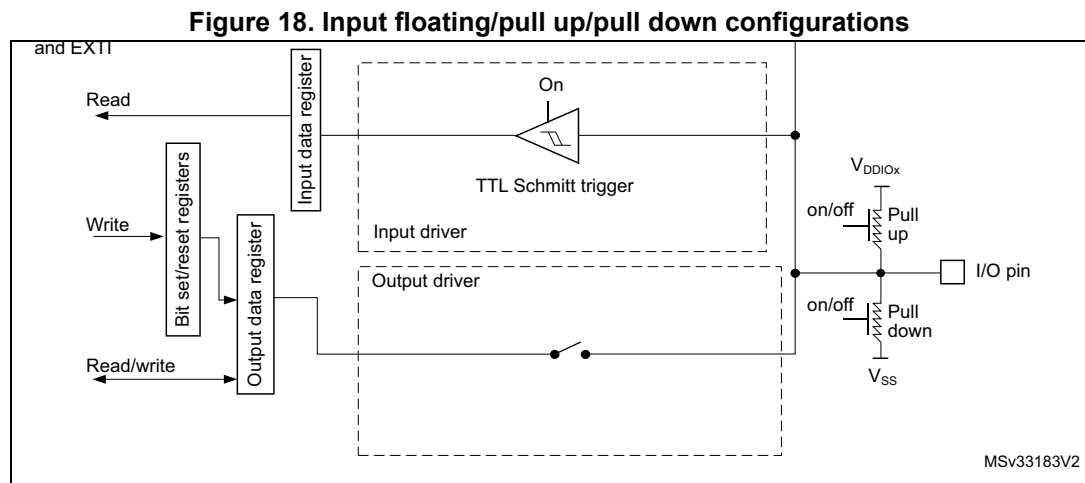 Figure 18. Input floating/pull up/pull down configurations
and EXTI
Read
Input data register
On
TTL Schmitt trigger
Input driver
Write
Bit set/reset registers
Output data register
Read/write
Output driver
VDDIOx
on/off
Pull
up
I/O pin
on/off
Pull
down
VSS
MSv33183V2